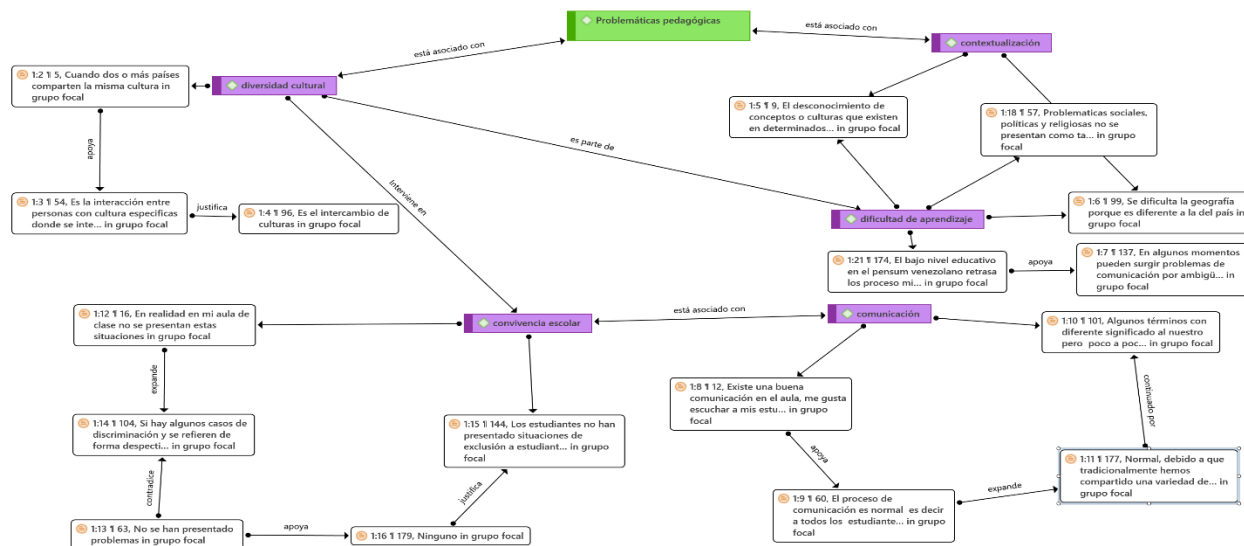 Problemáticas pedagógicas
está asociado con
está asociado con
contextualización
1:2 ¶ 5, Cuando dos o más países
comparten la misma cultura in
grupo focal
diversidad cultural
1:5 ¶ 9, El desconocimiento de
conceptos o culturas que existen
en determinados... in grupo focal
1:18 ¶ 57, Problematicas sociales,
políticas y religiosas no se
presentan como ta... in grupo
focal
apoya
es parte de
Interviene en
1:3 ¶ 54, Es la interacción entre
personas con cultura especificas
donde se inte... in grupo focal
justifica
1:4 ¶ 96, Es el intercambio de
culturas in grupo focal
dificultad de aprendizaje
1:6 ¶ 99, Se dificulta la geografía
porque es diferente a la del país in
grupo focal
1:21 ¶ 174, El bajo nivel educativo
en el pensum venezolano retrasa
los proceso mi... in grupo focal
apoya
1:7 ¶ 137, En algunos momentos
pueden surgir problemas de
comunicación por ambigü...
in grupo focal
1:12 ¶ 16, En realidad en mi aula de
clase no se presentan estas
situaciones in grupo focal
convivencia escolar
está asociado con
comunicación
1:10 ¶ 101, Algunos términos con
diferente significado al nuestro
pero poco a poc... in grupo
focal
expande
1:8 ¶ 12, Existe una buena
comunicación en el aula, me gusta
escuchar a mis estu... in grupo
focal
continuado por
1:14 ¶ 104, Si hay algunos casos de
discriminación y se refieren de
forma despecti... in grupo focal
1:15 ¶ 144, Los estudiantes no han
presentado situaciones de
exclusión a estudiant... in grupo
focal
apoya
1:11 ¶ 177, Normal, debido a que
tradicionalmente hemos
compartido una variedad de... in
grupo focal
contradice
justifica
1:9 ¶ 60, El proceso de
comunicación es normal es decir
a todos los estudiante... in
grupo focal
expande
1:13 ¶ 63, No se han presentado
problemas in grupo focal
apoya
1:16 ¶ 179, Ninguno in grupo focal